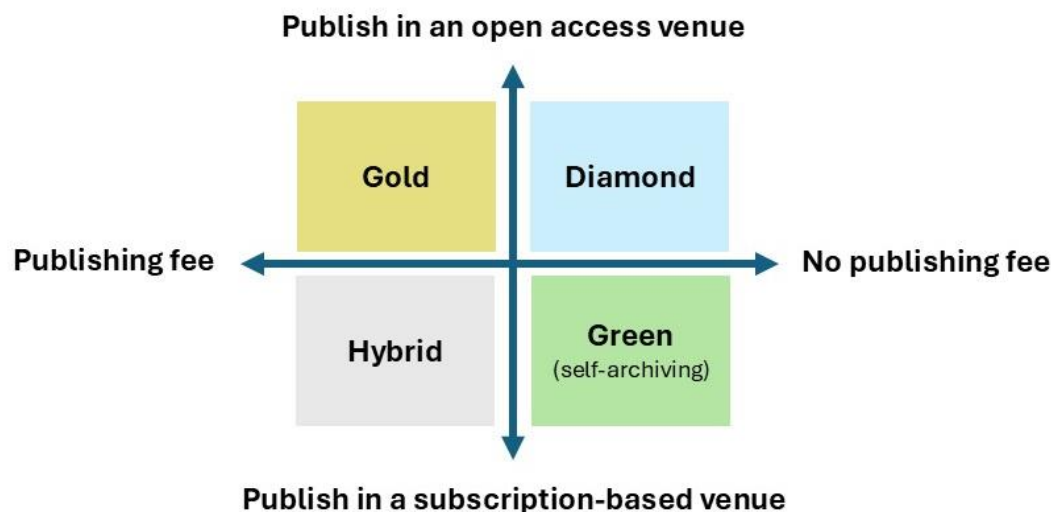 Publish in an open access venue
Gold
Diamond
Publishing fee
No publishing fee
Hybrid
Green
(self-archiving)
Publish in a subscription-based venue